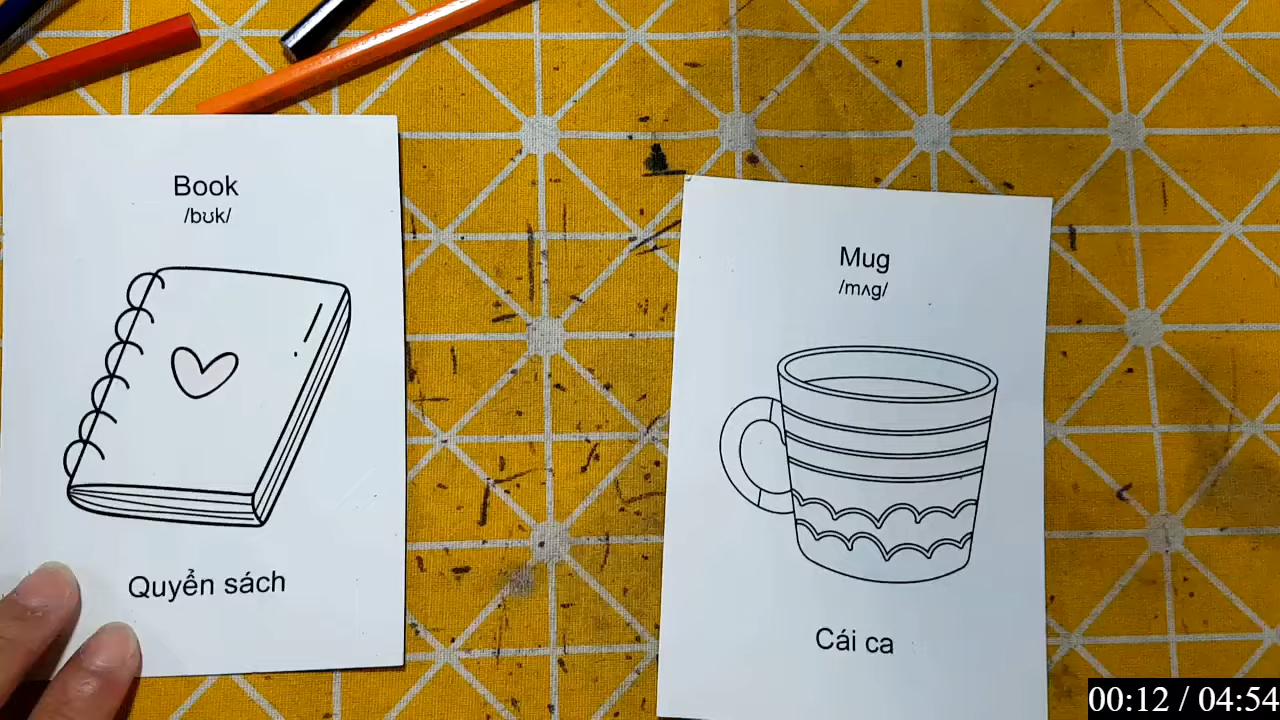 Book
/bʊk/
Quyển sách
Mug
/mʌg/
Cái ca
00:12 / 04:54